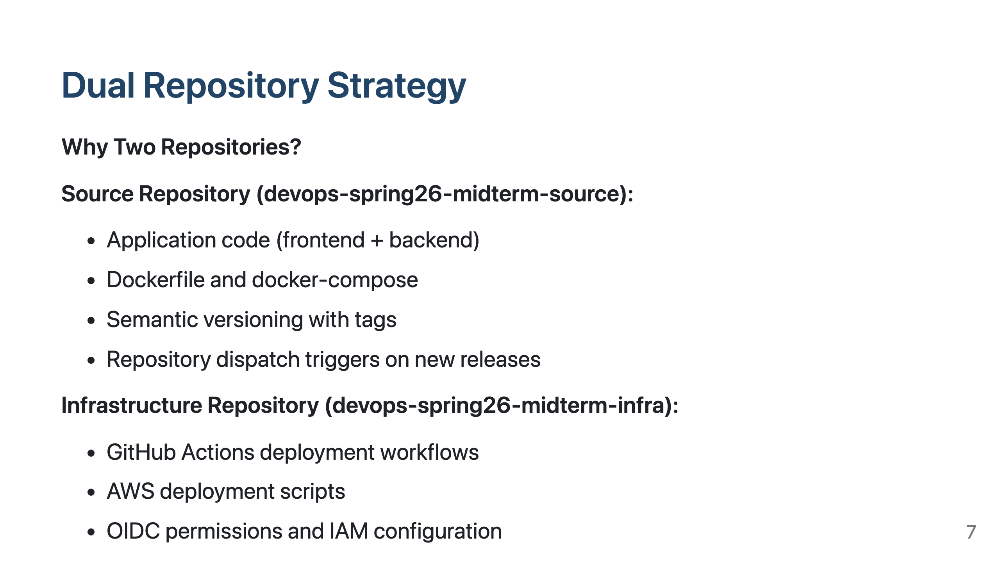 Dual Repository Strategy
Why Two Repositories?
Source Repository (devops-spring26-midterm-source):
• Application code (frontend + backend)
• Dockerfile and docker-compose
• Semantic versioning with tags
• Repository dispatch triggers on new releases
Infrastructure Repository (devops-spring26-midterm-infra):
• GitHub Actions deployment workflows
• AWS deployment scripts
• OIDC permissions and IAM configuration
7